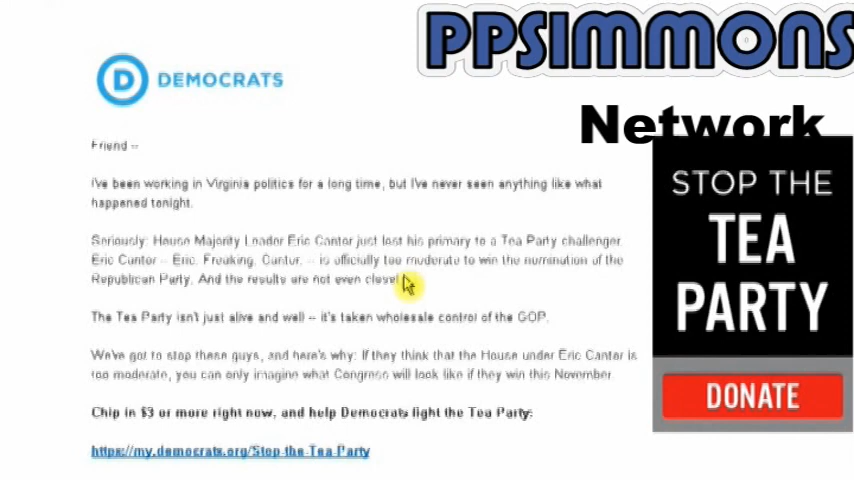 PPSIMMONS
Network
D DEMOCRATS
Friend --
I've been working in Virginia politics for a long time, but I've never seen anything like what
happened tonight.
Seriously: House Majority Leader Eric Cantor just lost his primary to a Tea Party challenger.
Eric Cantor -- Eric. Freaking. Cantor. -- is officially too moderate to win the nomination of the
Republican Party. And the results are not even close!
The Tea Party isn't just alive and well -- it's taken wholesale control of the GOP.
We've got to stop these guys, and here's why: If they think that the House under Eric Cantor is
too moderate, you can only imagine what Congress will look like if they win this November.
Chip in $3 or more right now, and help Democrats fight the Tea Party:
https://my.democrats.org/Stop-the-Tea-Party
STOP THE
TEA
PARTY
DONATE